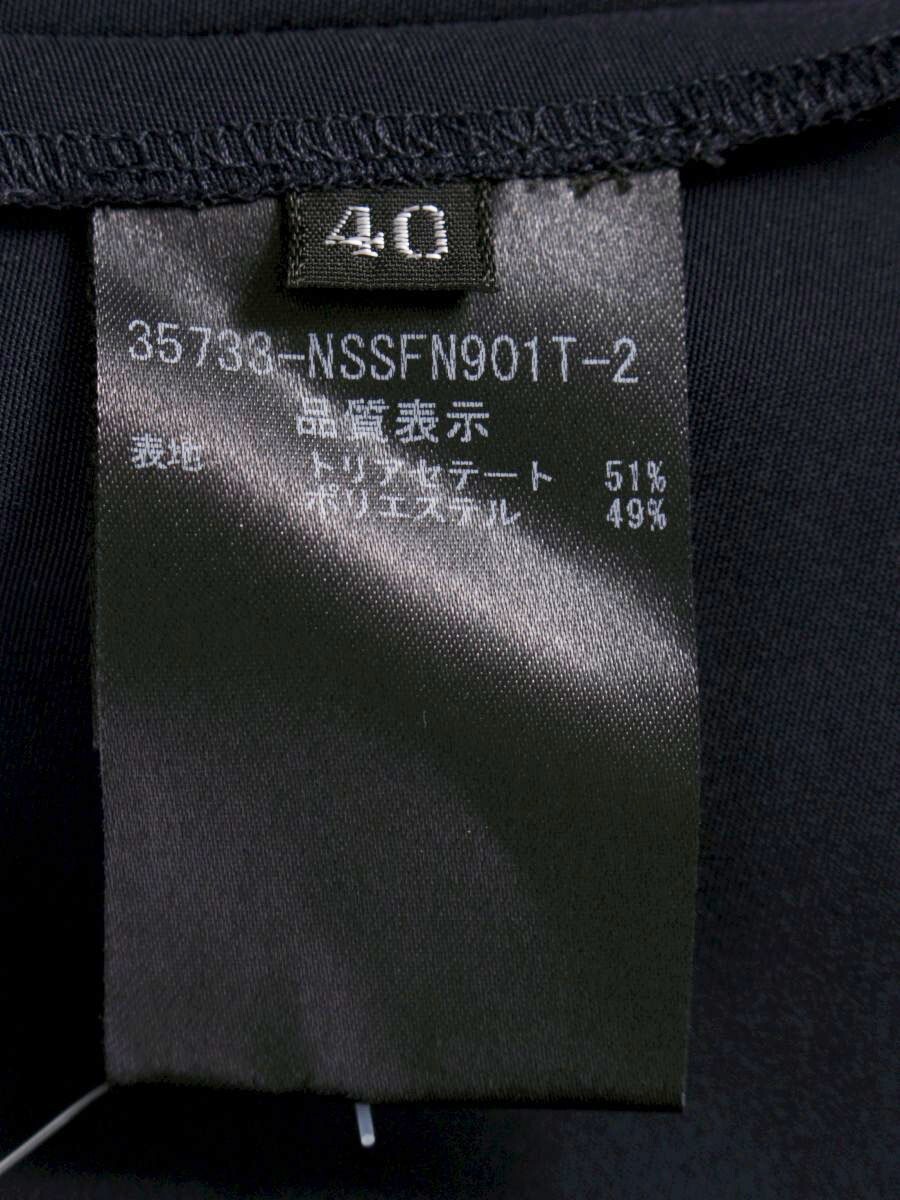 40
35733-NSSFN901T-2
品質表示
表地 トリアセテート 51%
ポリエステル 49%